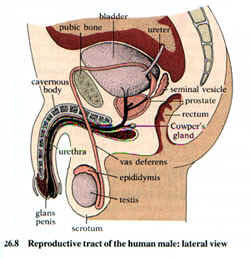 bladder
pubic bone
ureter
cavernous
body
seminal vesicle
prostate
rectum
Cowper's
gland
urethra
vas deferens
epididymis
testis
glans
penis
scrotum
26.8 Reproductive tract of the human male: lateral view